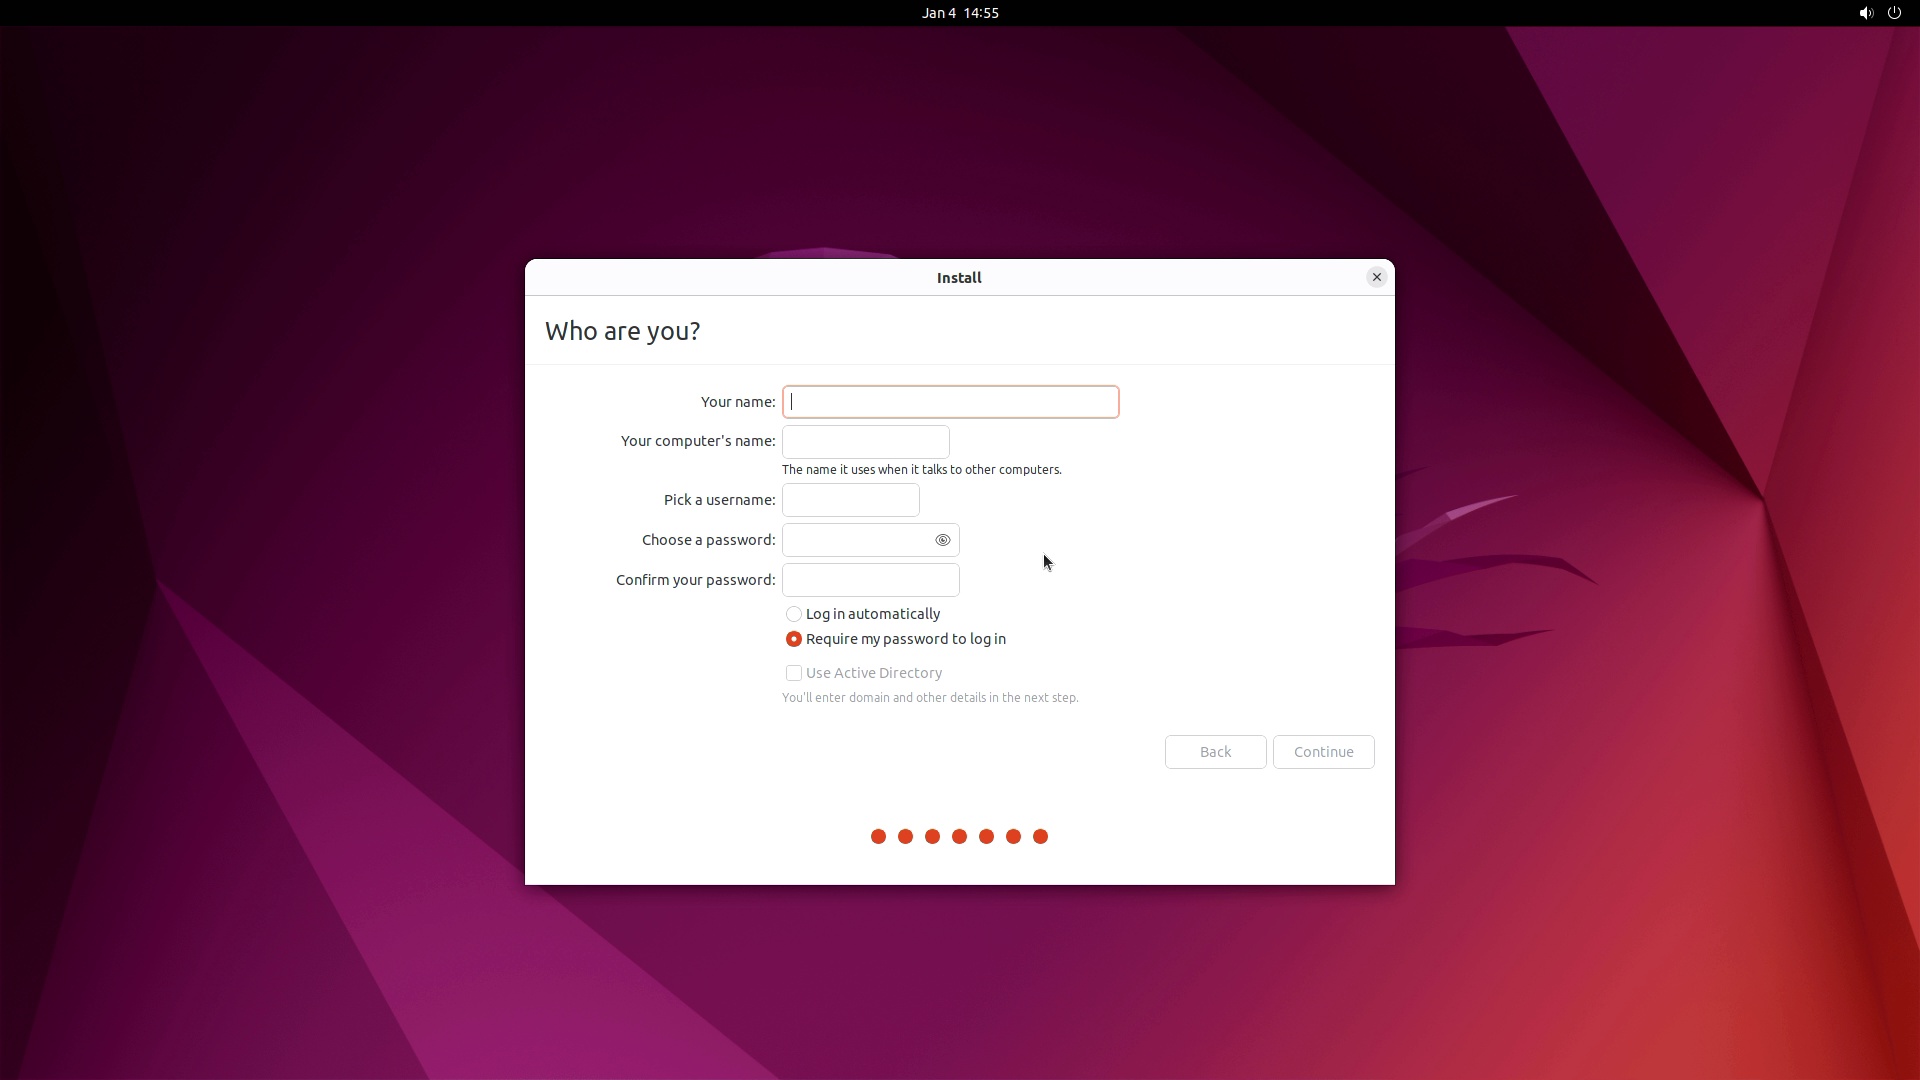 Jan 4 14:55
Install
Who are you?
Your name:
Your computer's name:
The name it uses when it talks to other computers.
Pick a username:
Choose a password:
Confirm your password:
Log in automatically
Require my password to log in
Use Active Directory
You'll enter domain and other details in the next step.
Back Continue